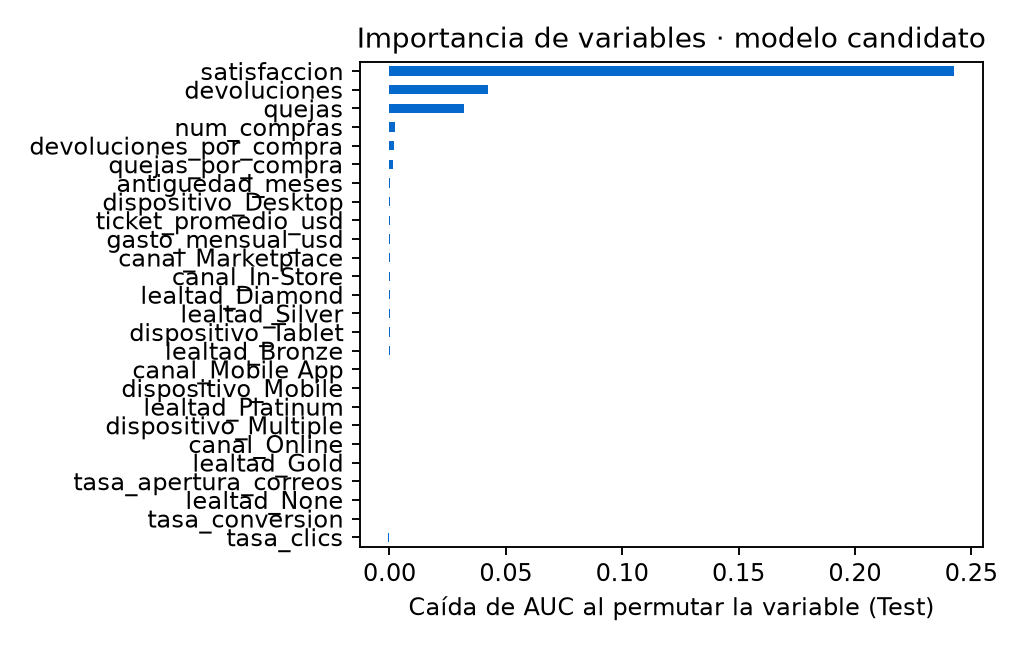 Importancia de variables · modelo candidato
satisfaccion
devoluciones
quejas
num_compras
devoluciones_por_compra
quejas_por_compra
antiguedad_meses
dispositivo_Desktop
ticket_promedio_usd
gasto_mensual_usd
canal_Marketplace
canal_In-Store
lealtad_Diamond
lealtad_Silver
dispositivo_Tablet
lealtad_Bronze
canal_Mobile App
dispositivo_Mobile
lealtad_Platinum
dispositivo_Multiple
canal_Online
lealtad_Gold
tasa_apertura_correos
lealtad_None
tasa_conversion
tasa_clics
0.00 0.05 0.10 0.15 0.20 0.25
Caída de AUC al permutar la variable (Test)